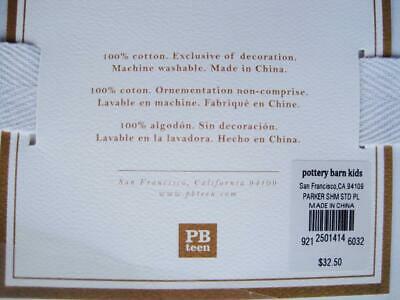 100% cotton. Exclusive of decoration.
Machine washable. Made in China.
100% coton. Ornementation non-comprise.
Lavable en machine. Fabriqué en Chine.
100% algodón. Sin decoración.
Lavable en la lavadora. Hecho en China.
San Francisco, California 94109
www.pbteen.com
PB
teen
pottery barn kids
San Francisco,CA 94109
PARKER SHM STD PL
MADE IN CHINA
921 2501414 6032
$32.50